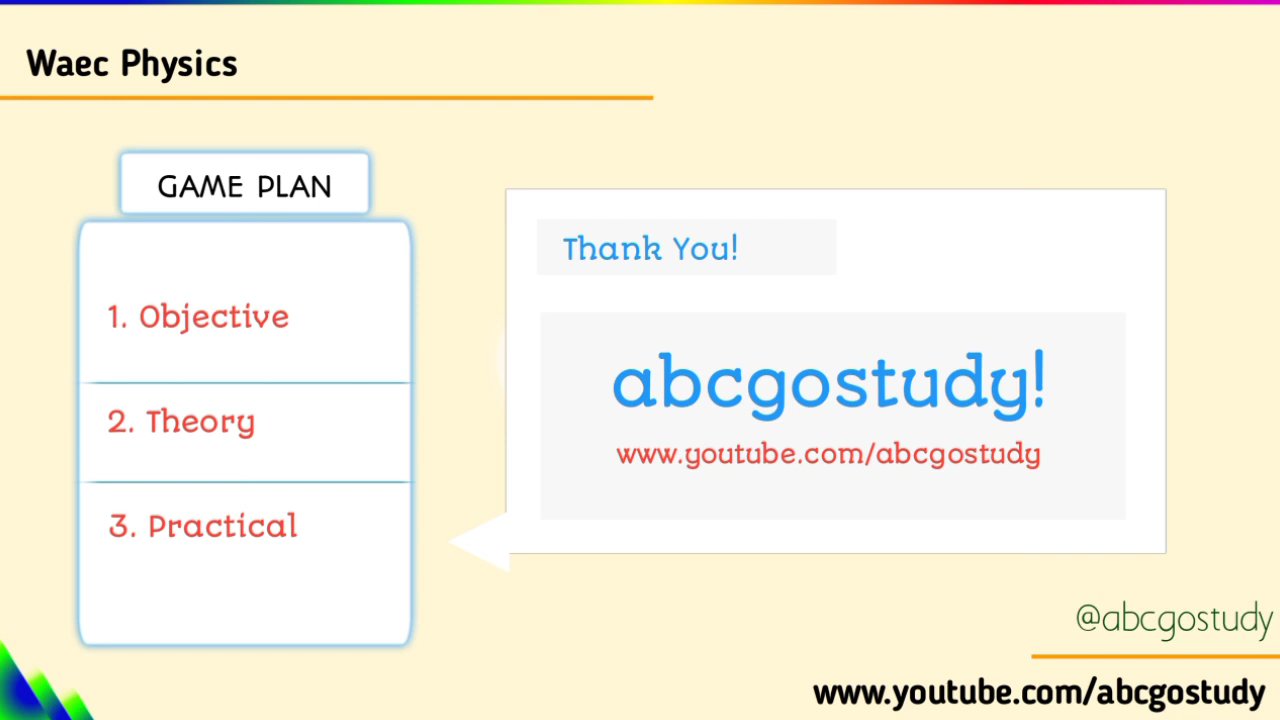 Waec Physics
GAME PLAN
1. Objective
2. Theory
3. Practical
Thank You!
abcgostudy!
www.youtube.com/abcgostudy
@abcgostudy
www.youtube.com/abcgostudy